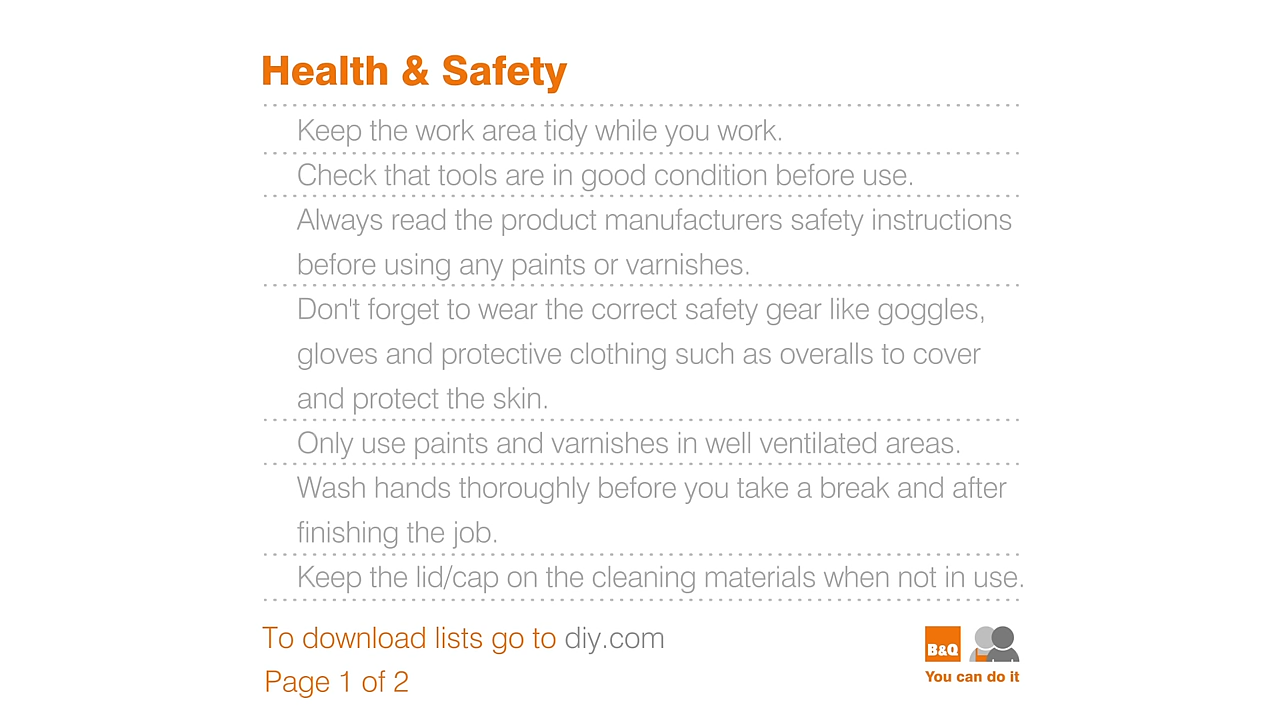 Health & Safety
Keep the work area tidy while you work.
Check that tools are in good condition before use.
Always read the product manufacturers safety instructions
before using any paints or varnishes.
Don't forget to wear the correct safety gear like goggles,
gloves and protective clothing such as overalls to cover
and protect the skin.
Only use paints and varnishes in well ventilated areas.
Wash hands thoroughly before you take a break and after
finishing the job.
Keep the lid/cap on the cleaning materials when not in use.
To download lists go to diy.com
Page 1 of 2
B&Q
You can do it